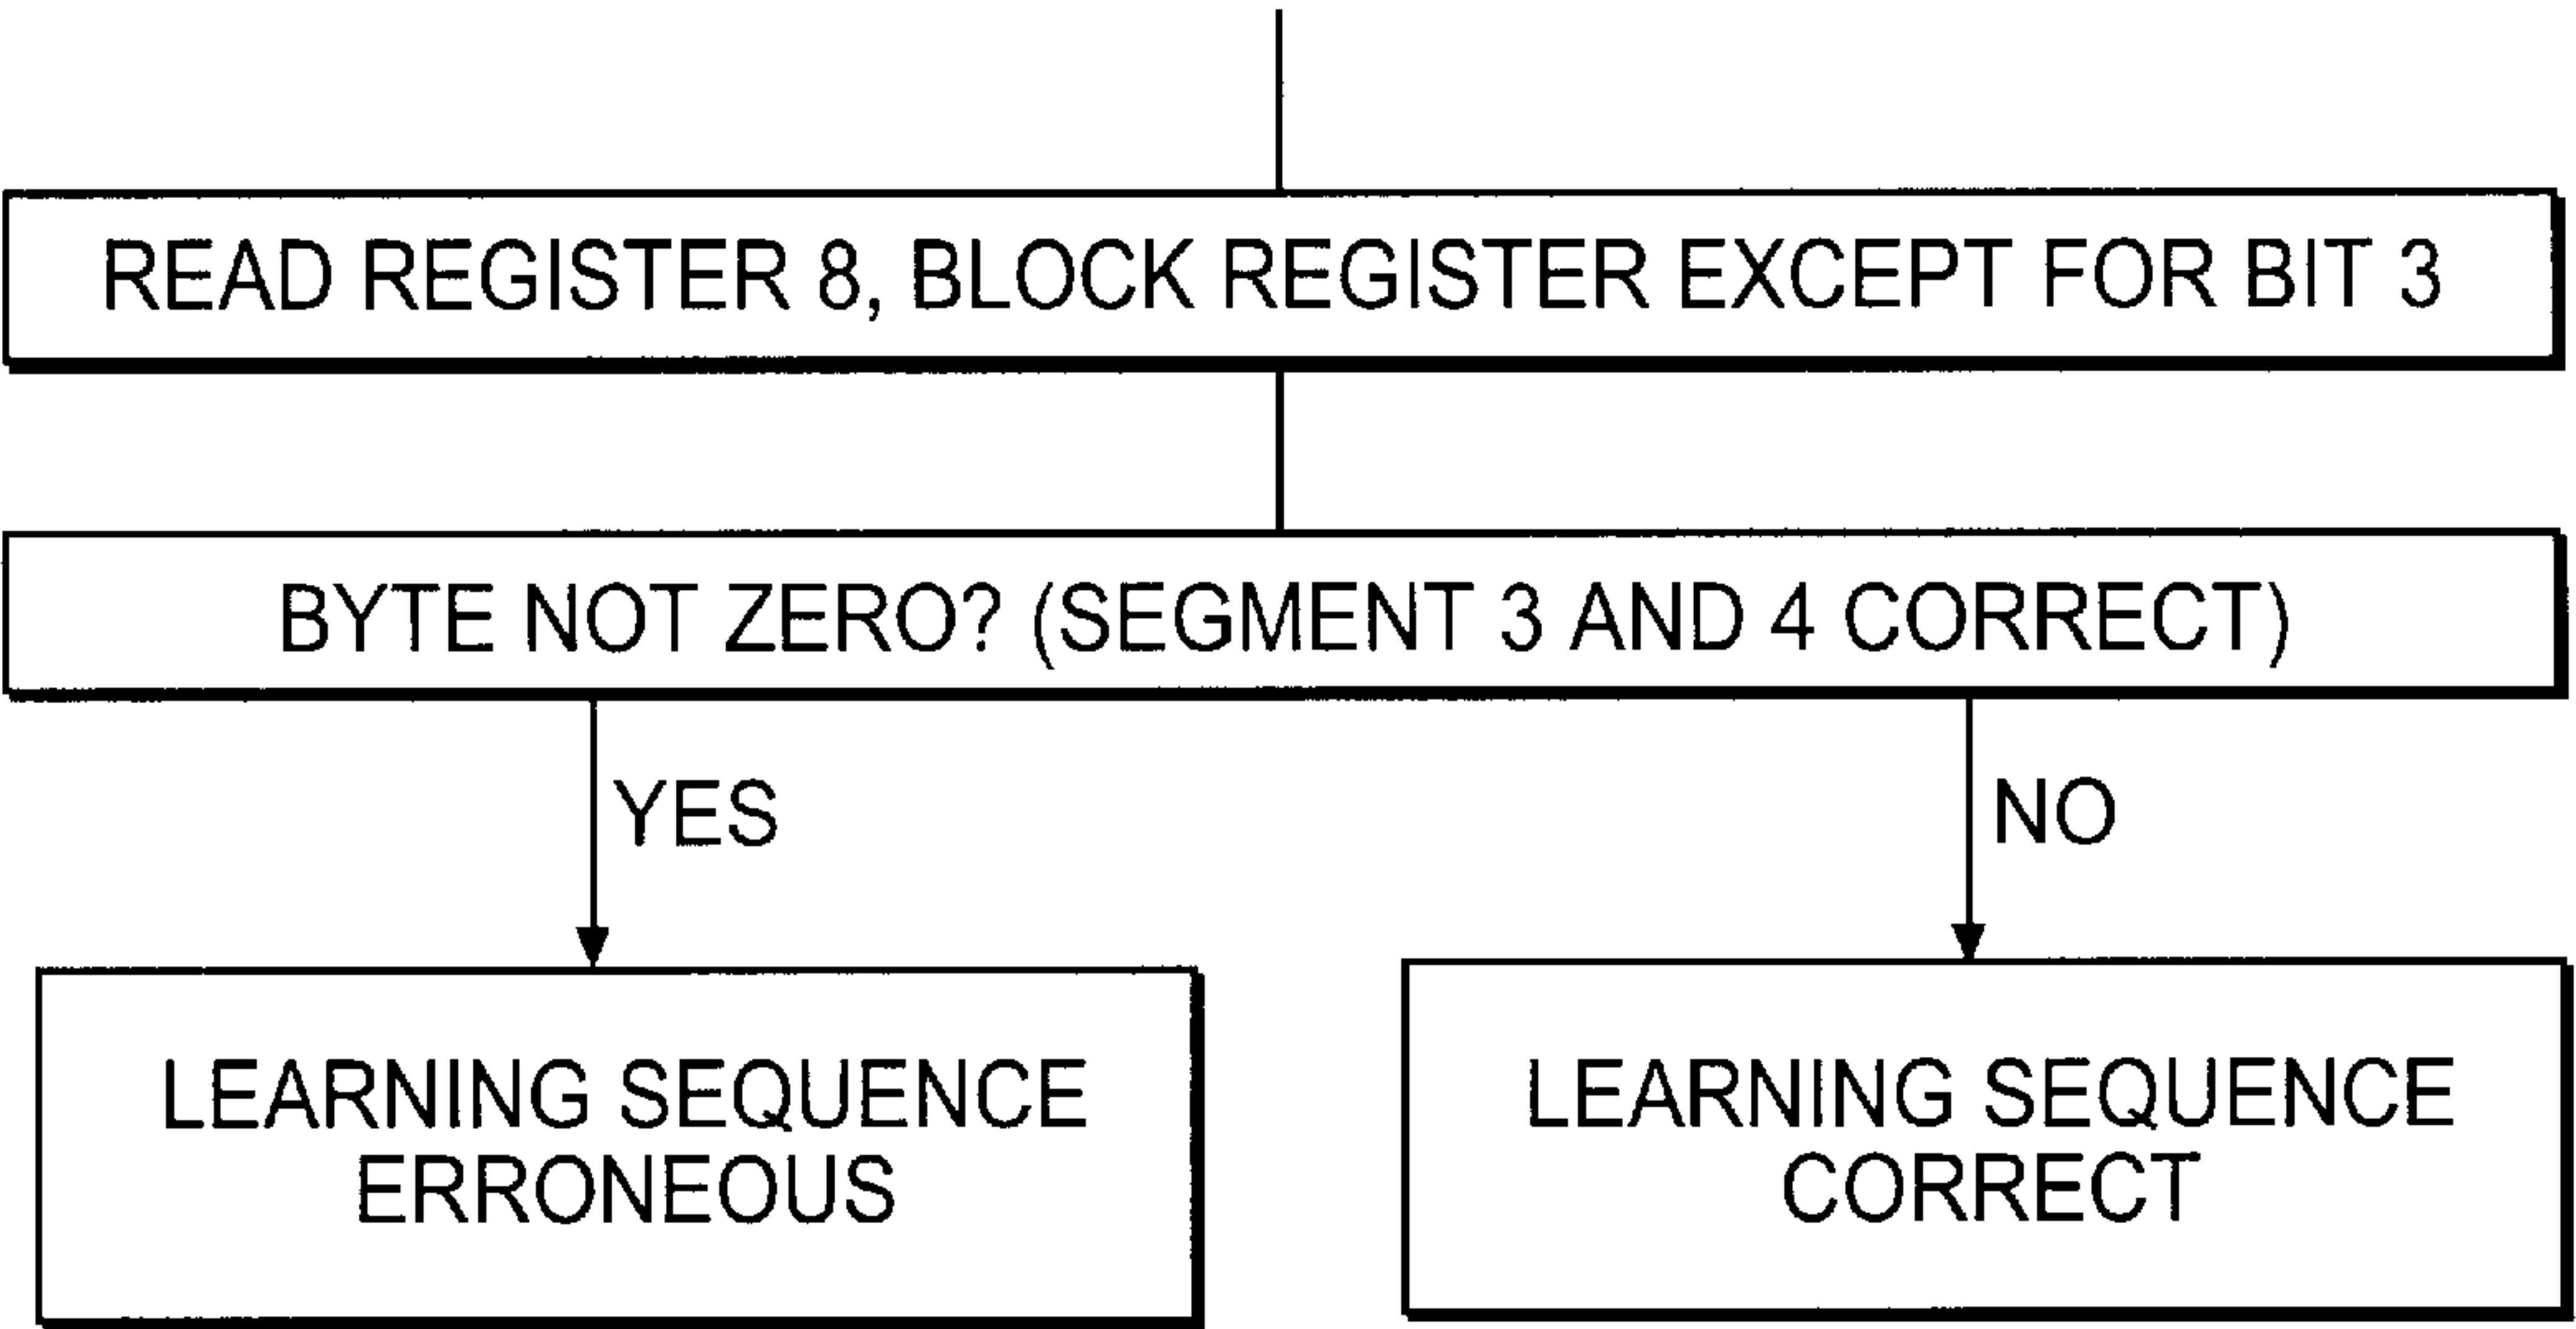 READ REGISTER 8, BLOCK REGISTER EXCEPT FOR BIT 3
BYTE NOT ZERO? (SEGMENT 3 AND 4 CORRECT)
YES
NO
LEARNING SEQUENCE
ERRONEOUS
LEARNING SEQUENCE
CORRECT